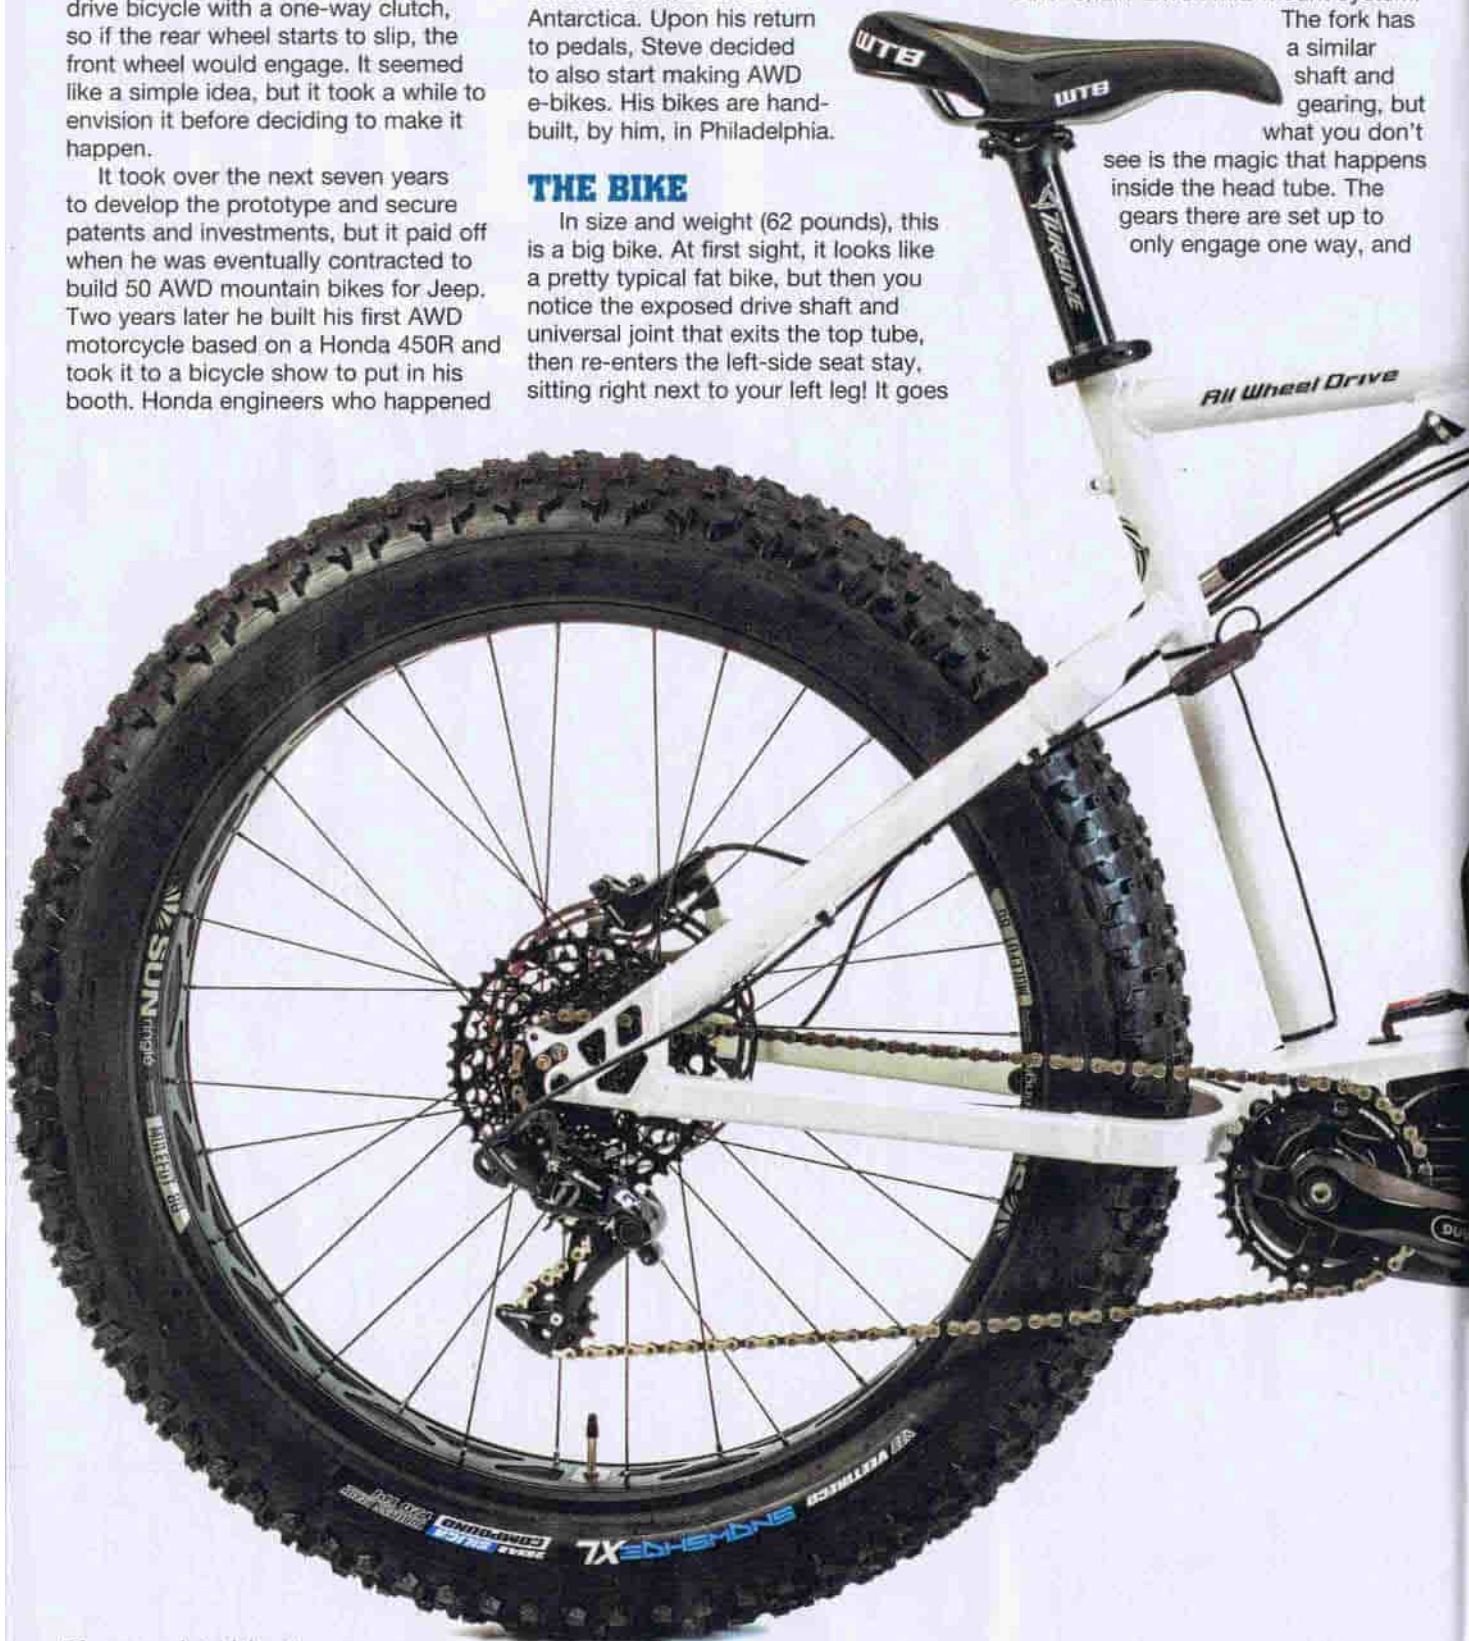 drive bicycle with a one-way clutch,
so if the rear wheel starts to slip, the
front wheel would engage. It seemed
like a simple idea, but it took a while to
envision it before deciding to make it
happen.
It took over the next seven years
to develop the prototype and secure
patents and investments, but it paid off
when he was eventually contracted to
build 50 AWD mountain bikes for Jeep.
Two years later he built his first AWD
motorcycle based on a Honda 450R and
took it to a bicycle show to put in his
booth. Honda engineers who happened
Antarctica. Upon his return
to pedals, Steve decided
to also start making AWD
e-bikes. His bikes are hand-
built, by him, in Philadelphia.
THE BIKE
In size and weight (62 pounds), this
is a big bike. At first sight, it looks like
a pretty typical fat bike, but then you
notice the exposed drive shaft and
universal joint that exits the top tube,
then re-enters the left-side seat stay,
sitting right next to your left leg! It goes
The fork has
a similar
shaft and
gearing, but
what you don't
see is the magic that happens
inside the head tube. The
gears there are set up to
only engage one way, and
WTB
WTB
TURBINE
All Wheel Drive
SUN ringlé
MULEFÜT 80
MULEFÜT 80
VEETIRECO
SNOWSHOE XL
SILICA
COMPOUND